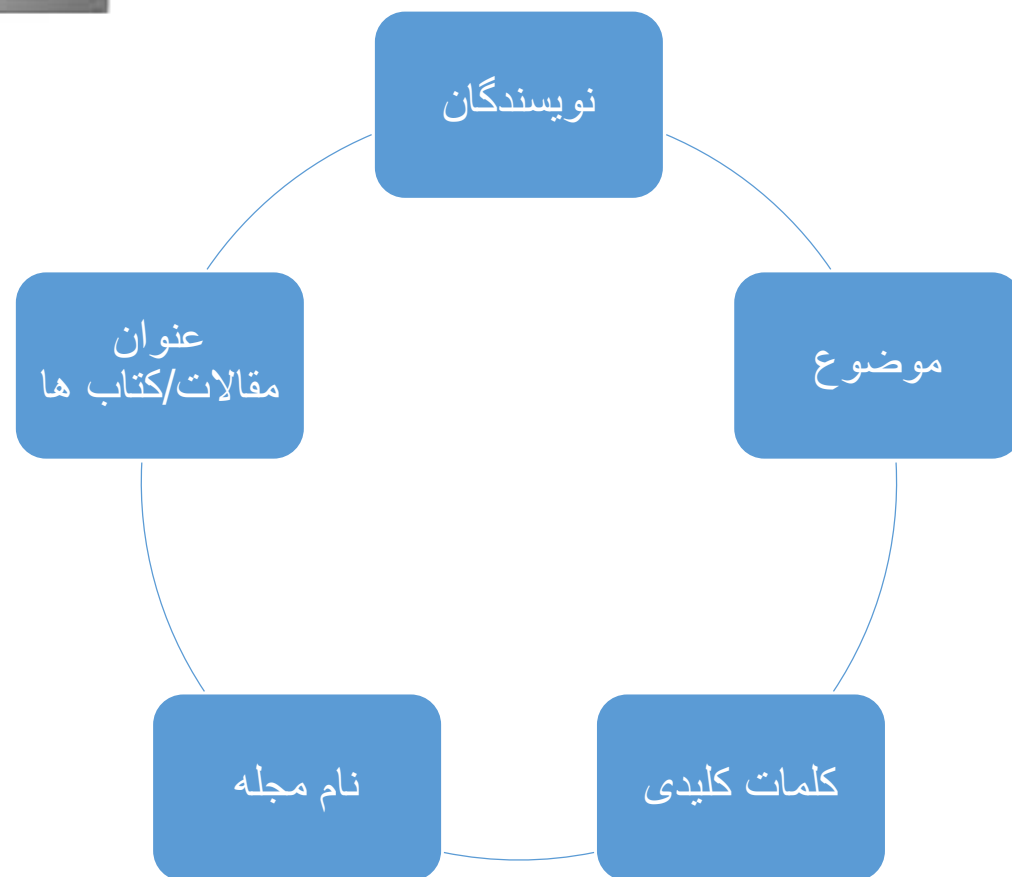 نویسندگان
موضوع
کلمات کلیدی
نام مجله
عنوان
مقالات/کتاب ها